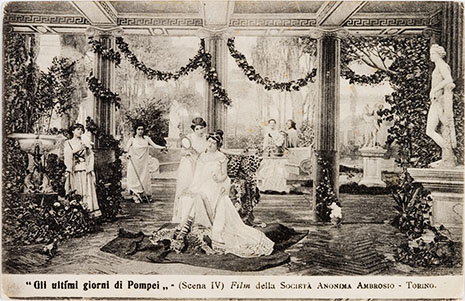 "Gli ultimi giorni di Pompei„ - (Scena IV) Film della SOCIETÀ ANONIMA AMBROSIO - TORINO.